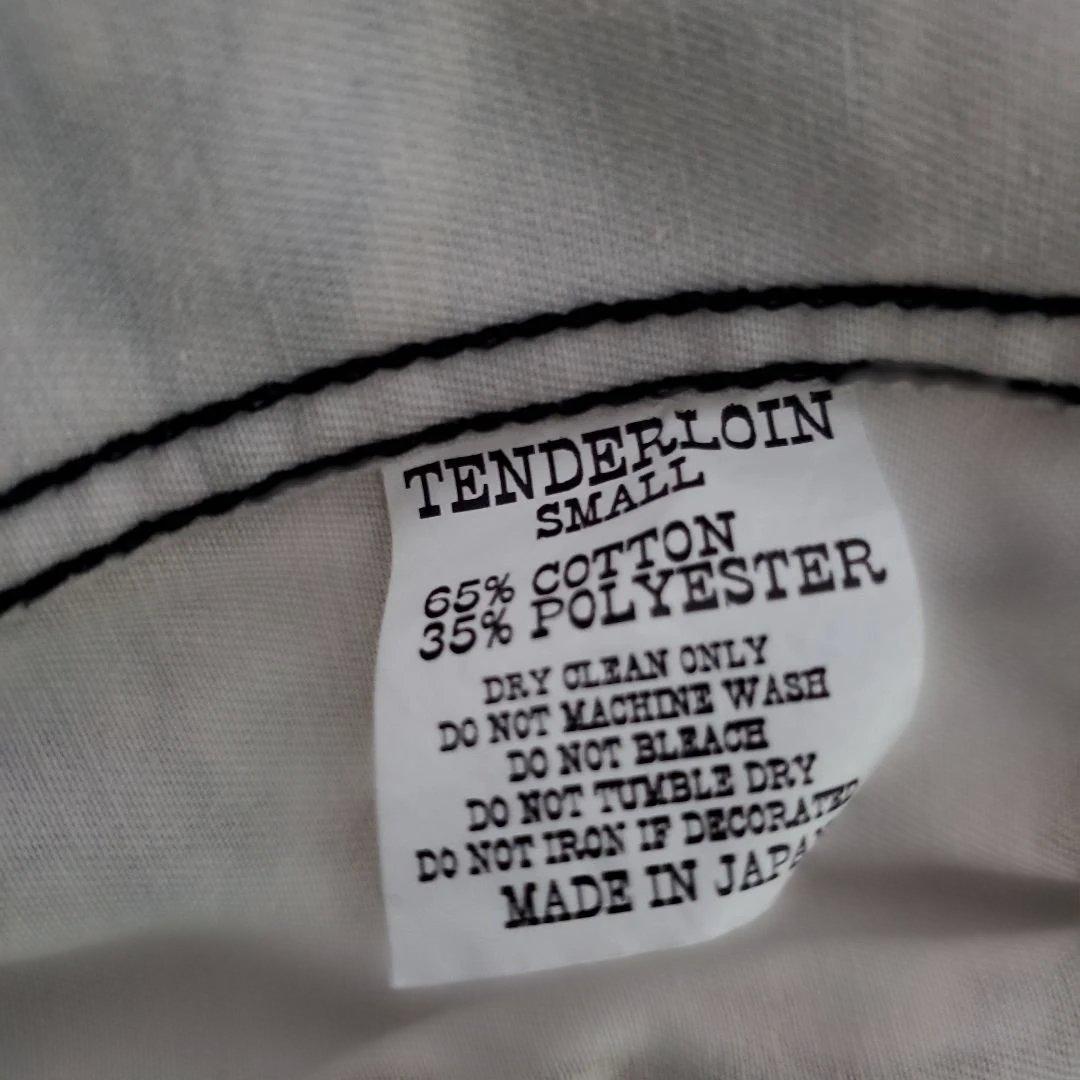 TENDERLOIN
SMALL
65% COTTON
35% POLYESTER
DRY CLEAN ONLY
DO NOT MACHINE WASH
DO NOT BLEACH
DO NOT TUMBLE DRY
DO NOT IRON IF DECORATED
MADE IN JAPAN